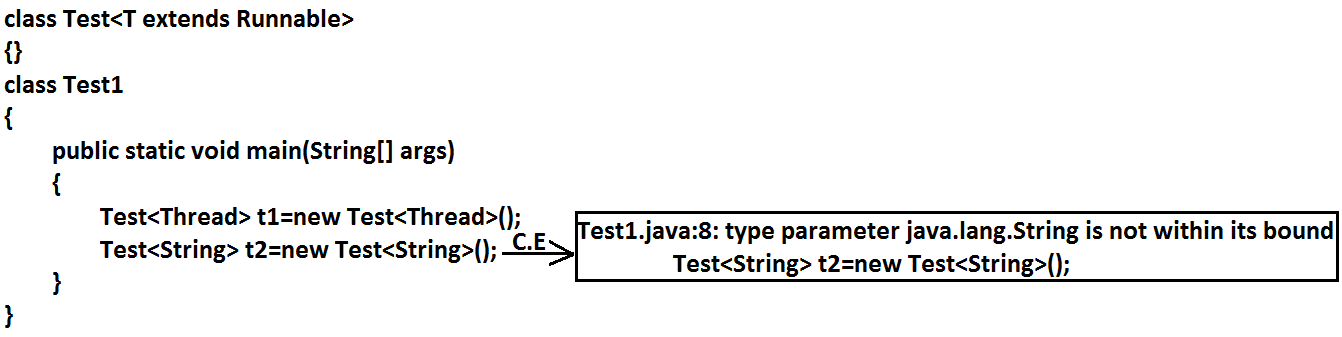 class Test<T extends Runnable>
{}
class Test1
{
public static void main(String[] args)
{
Test<Thread> t1=new Test<Thread>();
Test<String> t2=new Test<String>();
C.E
Test1.java:8: type parameter java.lang.String is not within its bound
Test<String> t2=new Test<String>();
}
}